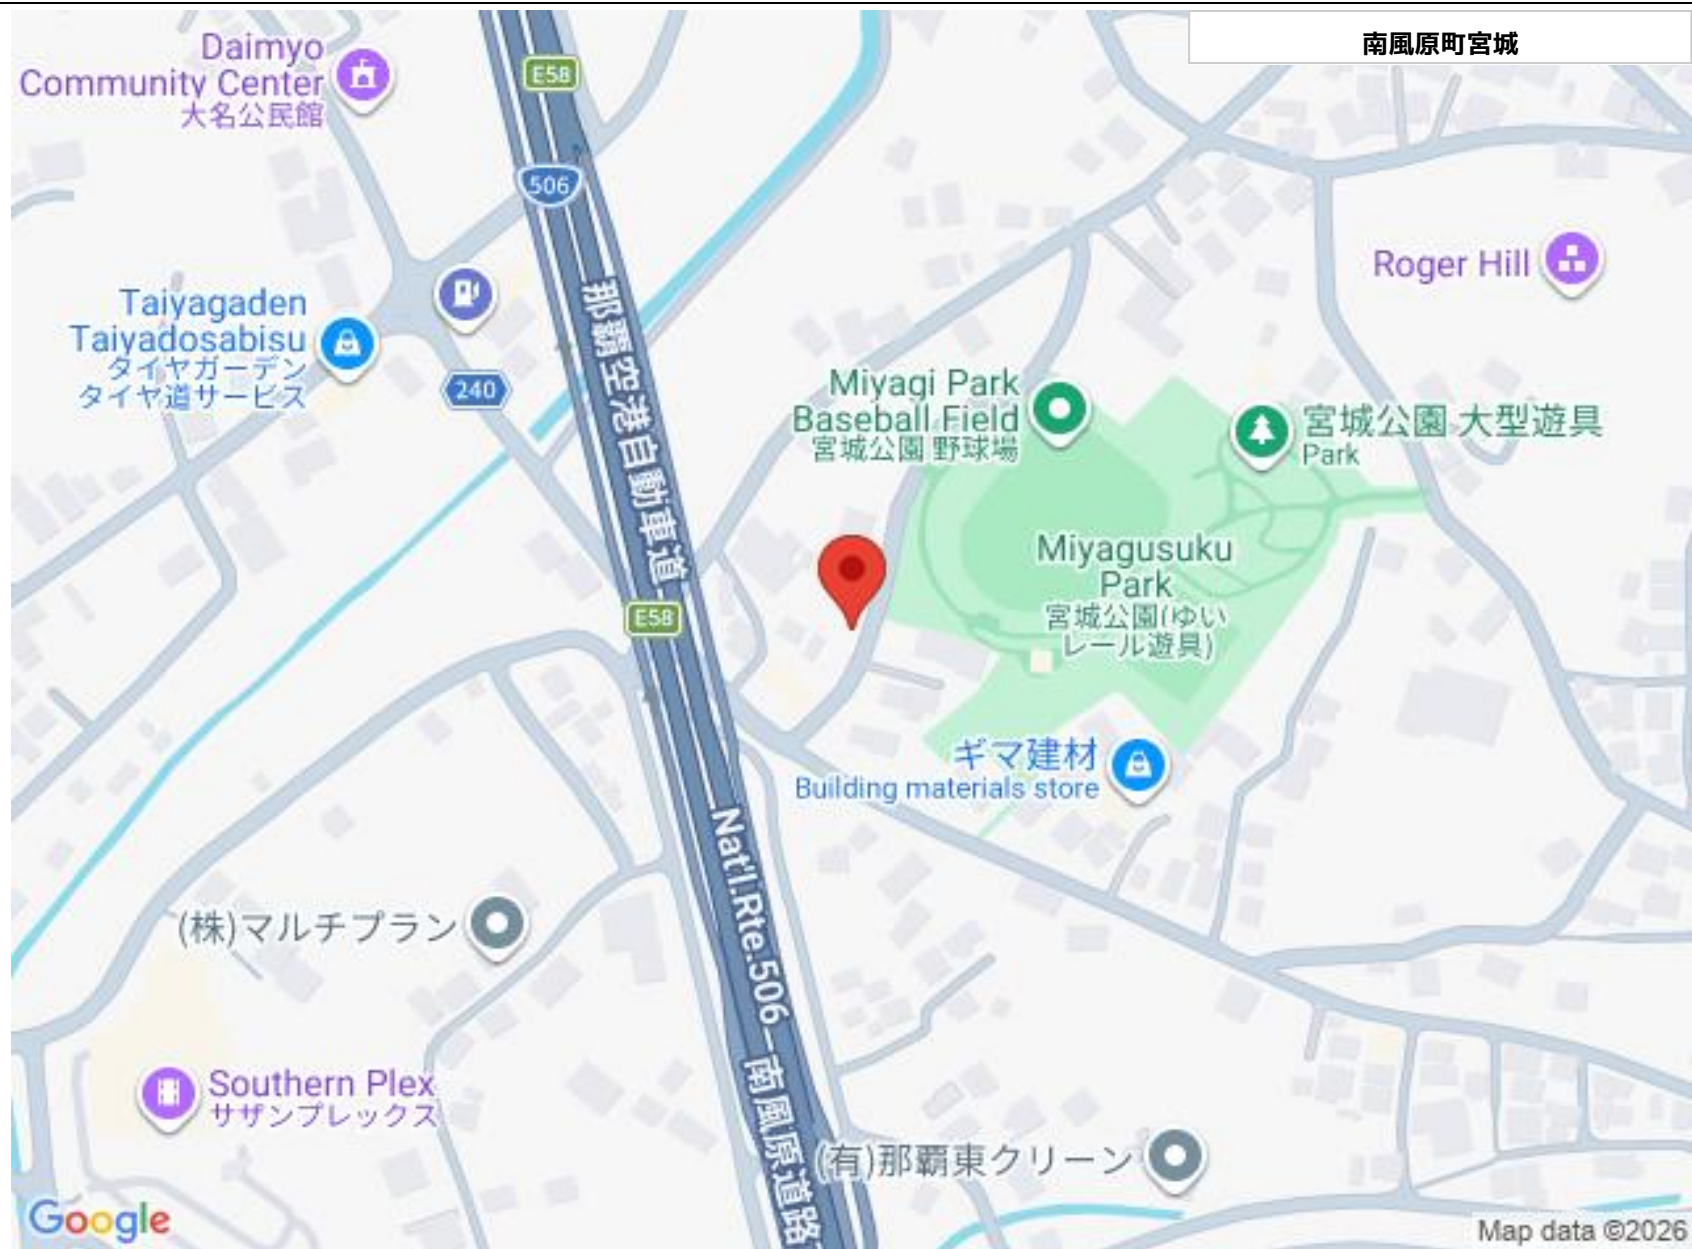 南風原町宮城
Daimyo
Community Center
大名公民館
E58
506
Roger Hill
Taiyagaden
Taiyadosabisu
タイヤガーデン
タイヤ道サービス
240
那覇空港自動車道
Miyagi Park
Baseball Field
宮城公園 野球場
宮城公園 大型遊具
Park
Miyagusuku
Park
宮城公園(ゆい
レール遊具)
E58
ギマ建材
Building materials store
Nat'l.Rte.506
南風原道路
(株)マルチプラン
Southern Plex
サザンプレックス
(有)那覇東クリーン
Google
Map data ©2026